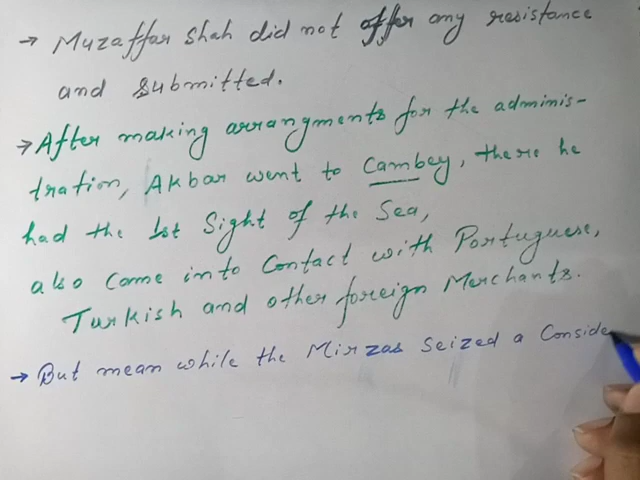 → Muzaffar Shah did not offer any resistance
and submitted.
→ After making arrangments for the adminis-
tration, Akbar went to Cambey, there he
had the 1st Sight of the Sea,
also came into Contact with Portuguese,
Turkish and other foreign Merchants.
→ But mean while the Mirzas Seized a Conside